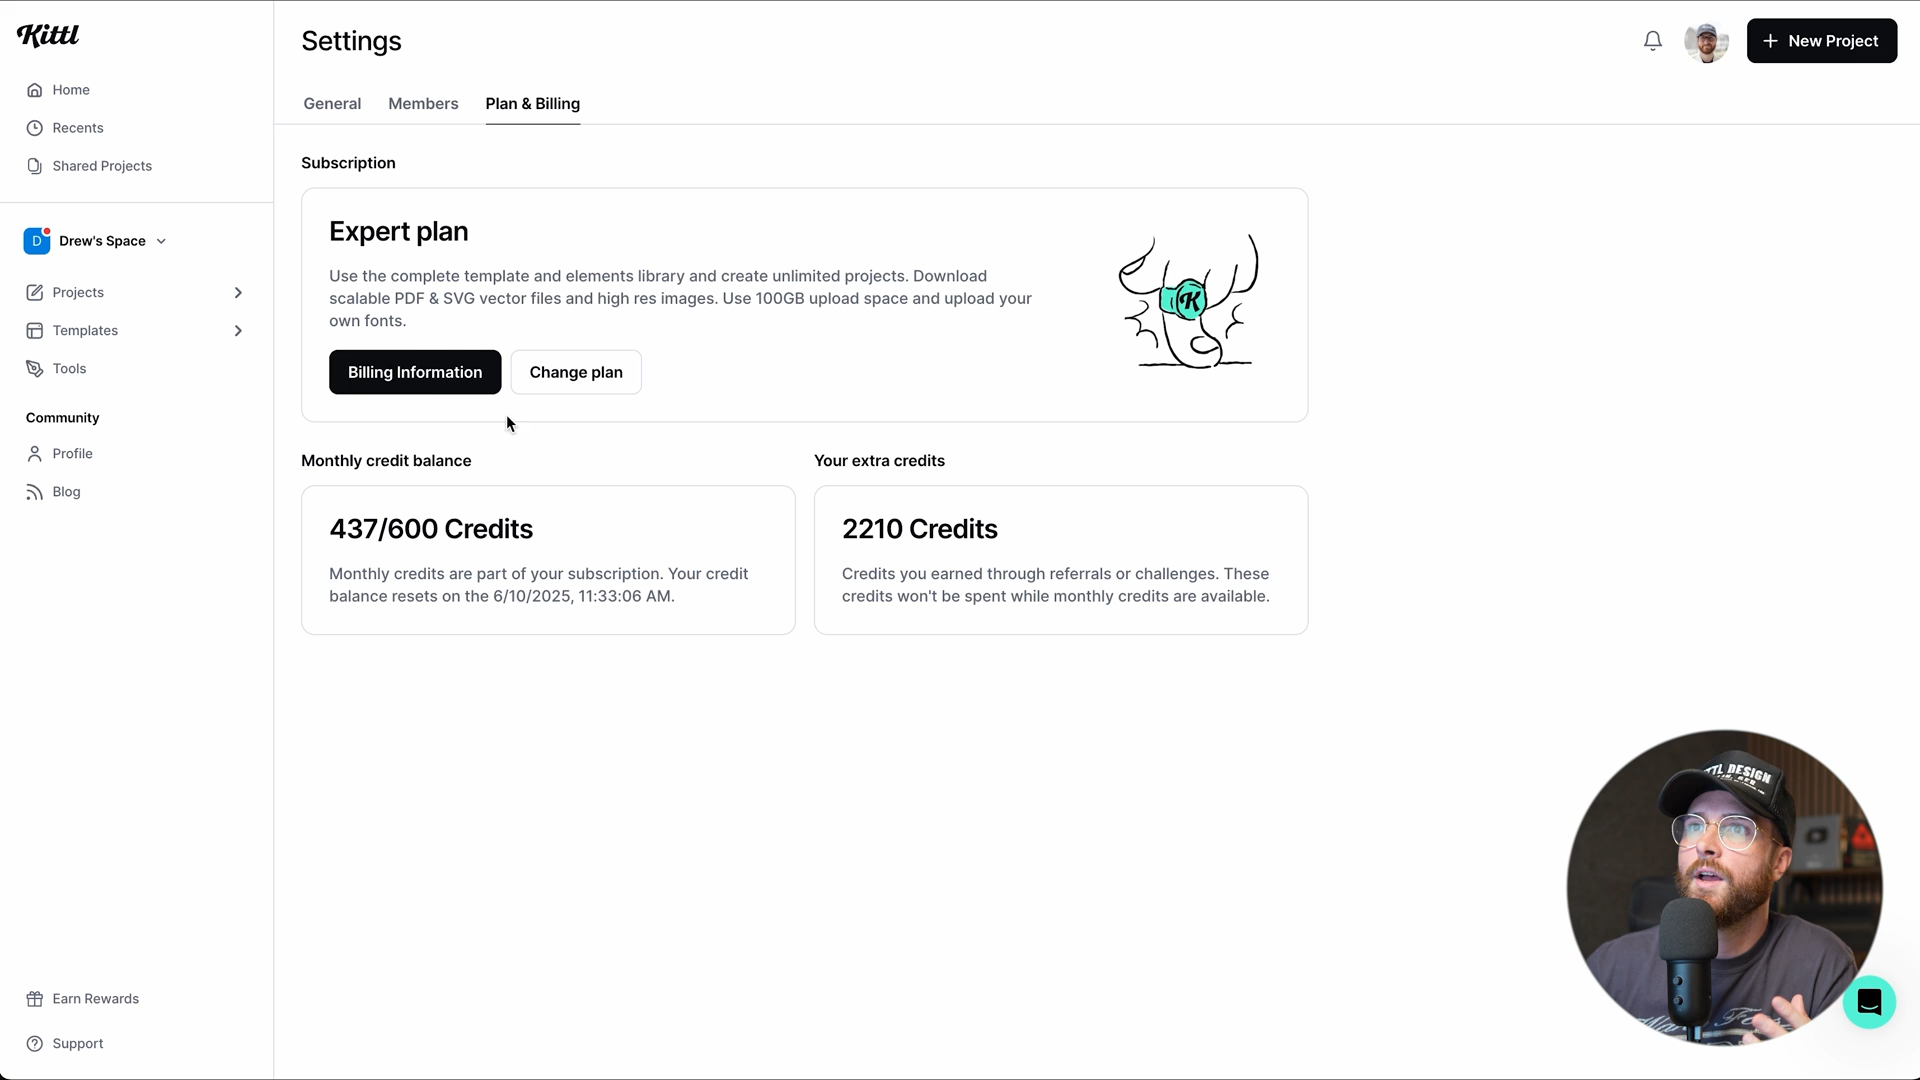 Kittl
Home
Recents
Shared Projects
D
Drew's Space
Projects
Templates
Tools
Community
Profile
Blog
Earn Rewards
Support
Settings
New Project
General
Members
Plan & Billing
Subscription
Expert plan
Use the complete template and elements library and create unlimited projects. Download
scalable PDF & SVG vector files and high res images. Use 100GB upload space and upload your
own fonts.
Billing Information
Change plan
K
Monthly credit balance
437/600 Credits
Monthly credits are part of your subscription. Your credit
balance resets on the 6/10/2025, 11:33:06 AM.
Your extra credits
2210 Credits
Credits you earned through referrals or challenges. These
credits won't be spent while monthly credits are available.
DESIGN